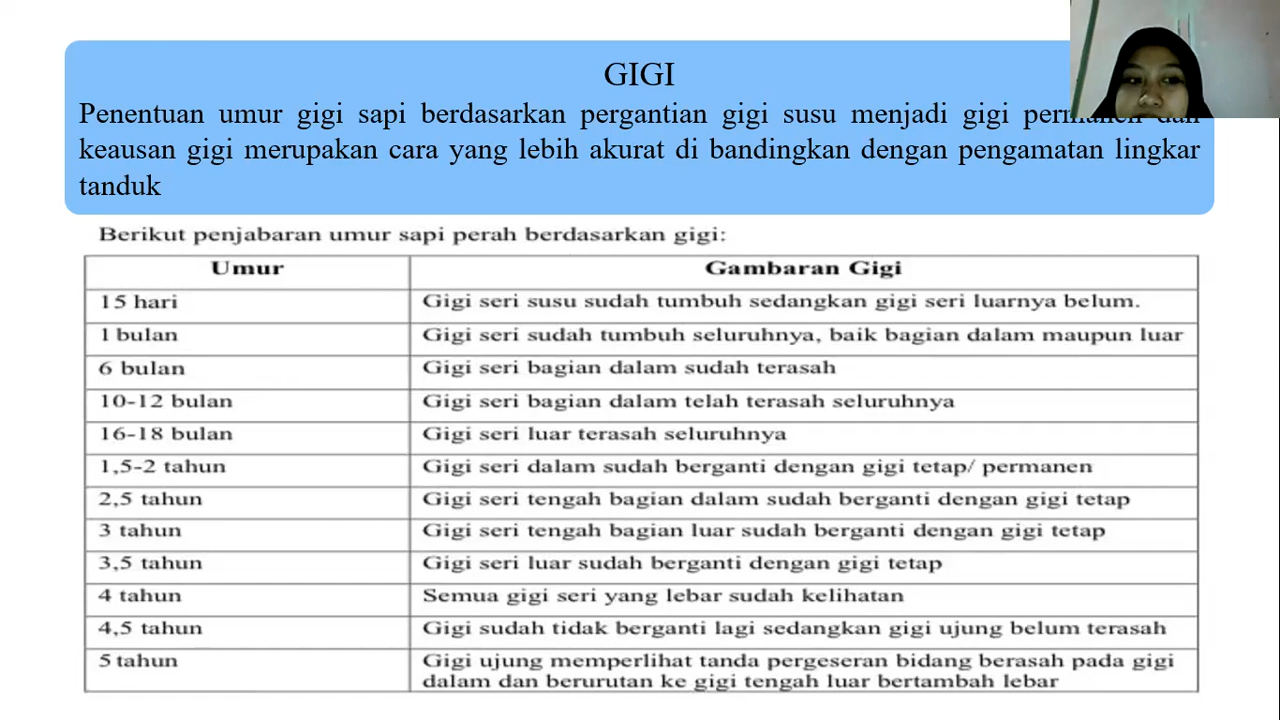 GIGI
Penentuan umur gigi sapi berdasarkan pergantian gigi susu menjadi gigi permanen dan
keausan gigi merupakan cara yang lebih akurat di bandingkan dengan pengamatan lingkar
tanduk
Berikut penjabaran umur sapi perah berdasarkan gigi:
Umur Gambaran Gigi
15 hari Gigi seri susu sudah tumbuh sedangkan gigi seri luarnya belum.
1 bulan Gigi seri sudah tumbuh seluruhnya, baik bagian dalam maupun luar
6 bulan Gigi seri bagian dalam sudah terasah
10-12 bulan Gigi seri bagian dalam telah terasah seluruhnya
16-18 bulan Gigi seri luar terasah seluruhnya
1,5-2 tahun Gigi seri dalam sudah berganti dengan gigi tetap/ permanen
2,5 tahun Gigi seri tengah bagian dalam sudah berganti dengan gigi tetap
3 tahun Gigi seri tengah bagian luar sudah berganti dengan gigi tetap
3,5 tahun Gigi seri luar sudah berganti dengan gigi tetap
4 tahun Semua gigi seri yang lebar sudah kelihatan
4,5 tahun Gigi sudah tidak berganti lagi sedangkan gigi ujung belum terasah
5 tahun Gigi ujung memperlihat tanda pergeseran bidang berasah pada gigi
dalam dan berurutan ke gigi tengah luar bertambah lebar